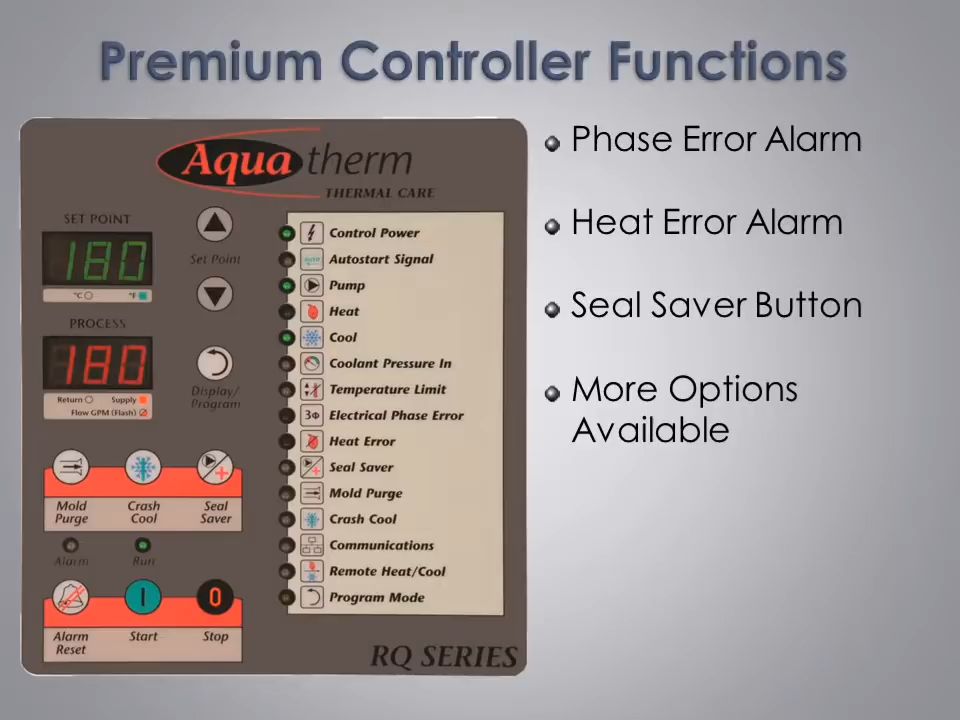 Premium Controller Functions
Aqua therm
THERMAL CARE
SET POINT
180
°C °F
Set Point
PROCESS
180
Return Supply
Flow GPM (Flash)
Display/
Program
Mold
Purge
Crash
Cool
Seal
Saver
Alarm
Run
I
0
Alarm
Reset
Start
Stop
Control Power
AUTO Autostart Signal
Pump
Heat
Cool
Coolant Pressure In
Temperature Limit
3Φ Electrical Phase Error
Heat Error
Seal Saver
Mold Purge
Crash Cool
Communications
Remote Heat/Cool
Program Mode
RQ SERIES
Phase Error Alarm
Heat Error Alarm
Seal Saver Button
More Options
Available